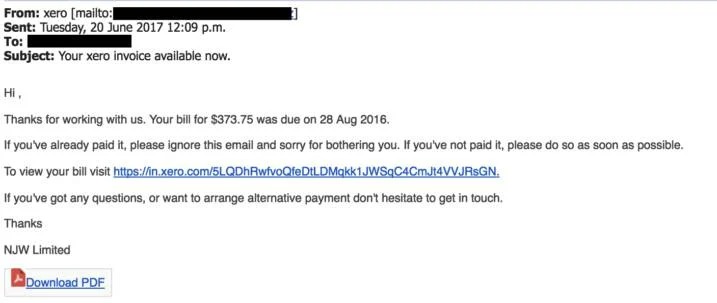 From: xero [mailto: z]
Sent: Tuesday, 20 June 2017 12:09 p.m.
To:
Subject: Your xero invoice available now.
Hi ,
Thanks for working with us. Your bill for $373.75 was due on 28 Aug 2016.
If you've already paid it, please ignore this email and sorry for bothering you. If you've not paid it, please do so as soon as possible.
To view your bill visit https://in.xero.com/5LQDhRwfvoQfeDtLDMqkk1JWSqC4CmJt4VVJRsGN.
If you've got any questions, or want to arrange alternative payment don't hesitate to get in touch.
Thanks
NJW Limited
Download PDF